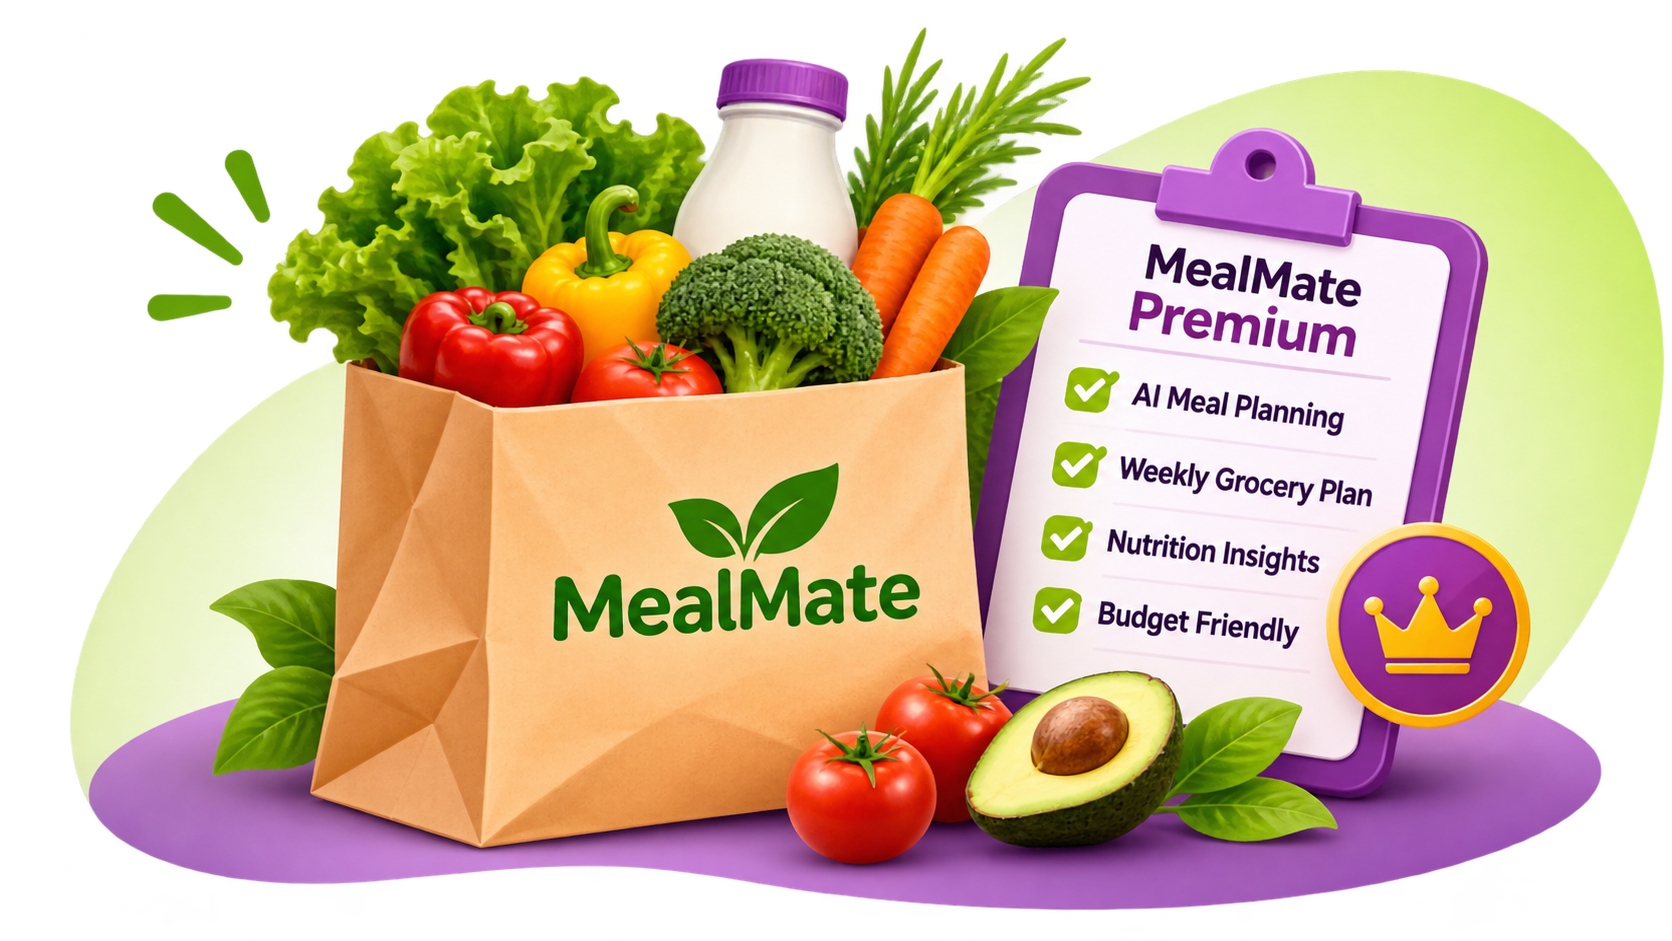 MealMate
MealMate
Premium
AI Meal Planning
Weekly Grocery Plan
Nutrition Insights
Budget Friendly